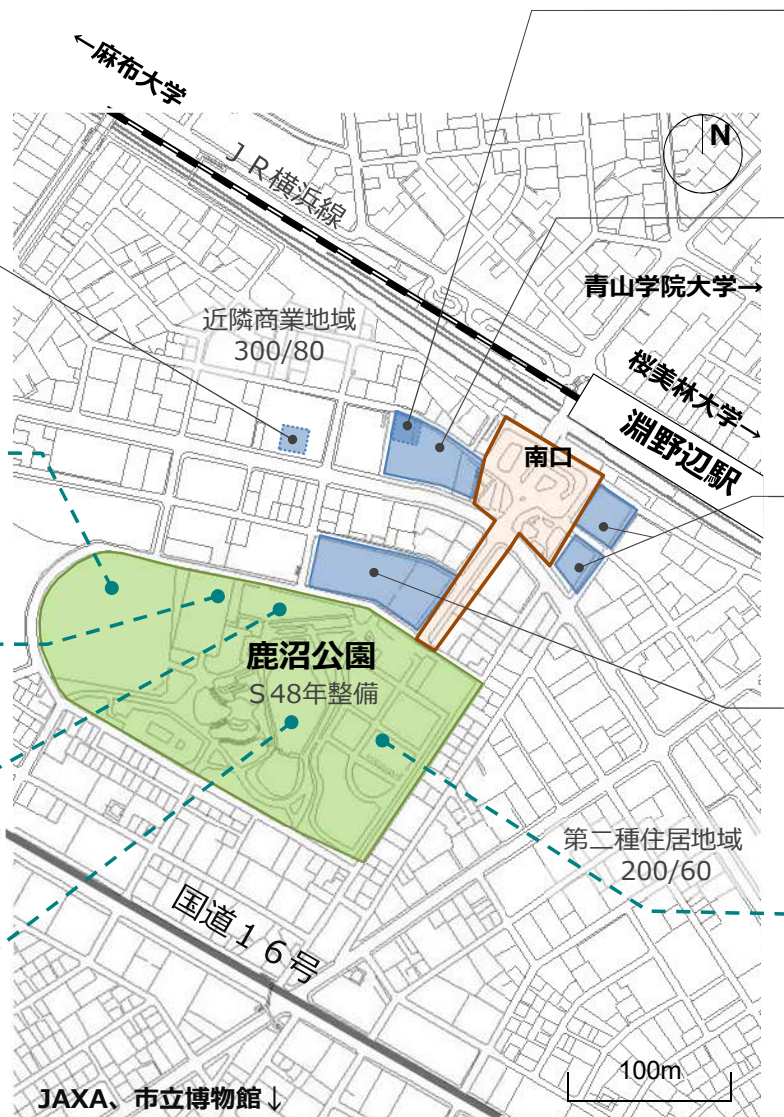 ←麻布大学
N
ＪＲ横浜線
青山学院大学→
近隣商業地域
300/80
桜美林大学→
淵野辺駅
南口
鹿沼公園
Ｓ48年整備
第二種住居地域
200/60
国道１６号
100m
JAXA、市立博物館↓